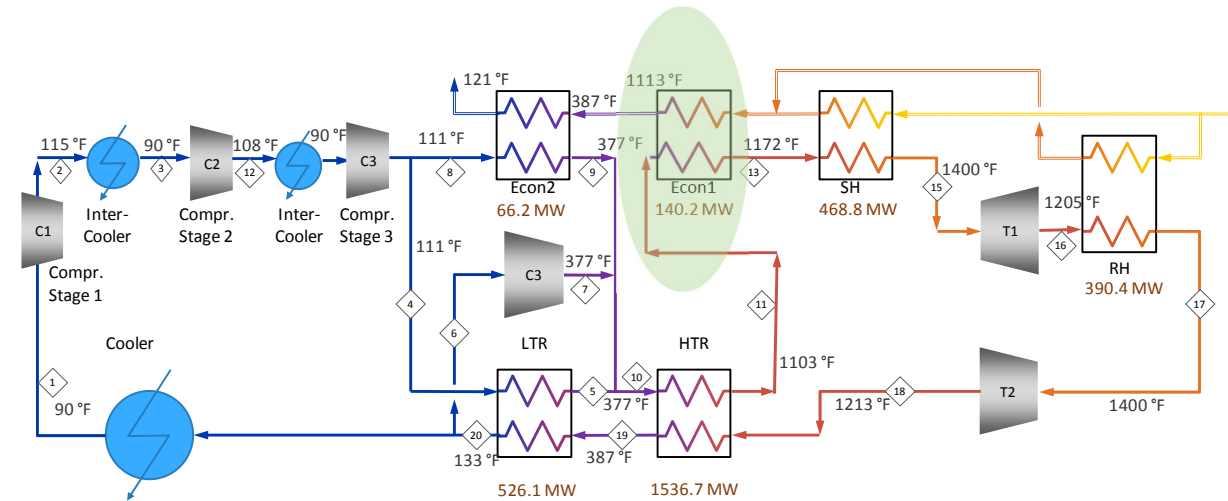 121 °F
387 °F
1113 °F
115 °F
90 °F
108 °F
90 °F
111 °F
377 °F
377 °F
1172 °F
1400 °F
2
3
C2
12
C3
8
9
13
15
C1
Inter-
Cooler
Compr.
Stage 2
Inter-
Cooler
Compr.
Stage 3
Econ2
66.2 MW
Econ1
140.2 MW
SH
468.8 MW
T1
1205 °F
16
Compr.
Stage 1
111 °F
C3
377 °F
7
RH
390.4 MW
4
6
11
17
Cooler
LTR
HTR
1103 °F
1
90 °F
5
377 °F
10
1213 °F
18
T2
1400 °F
20
133 °F
19
387 °F
526.1 MW
1536.7 MW